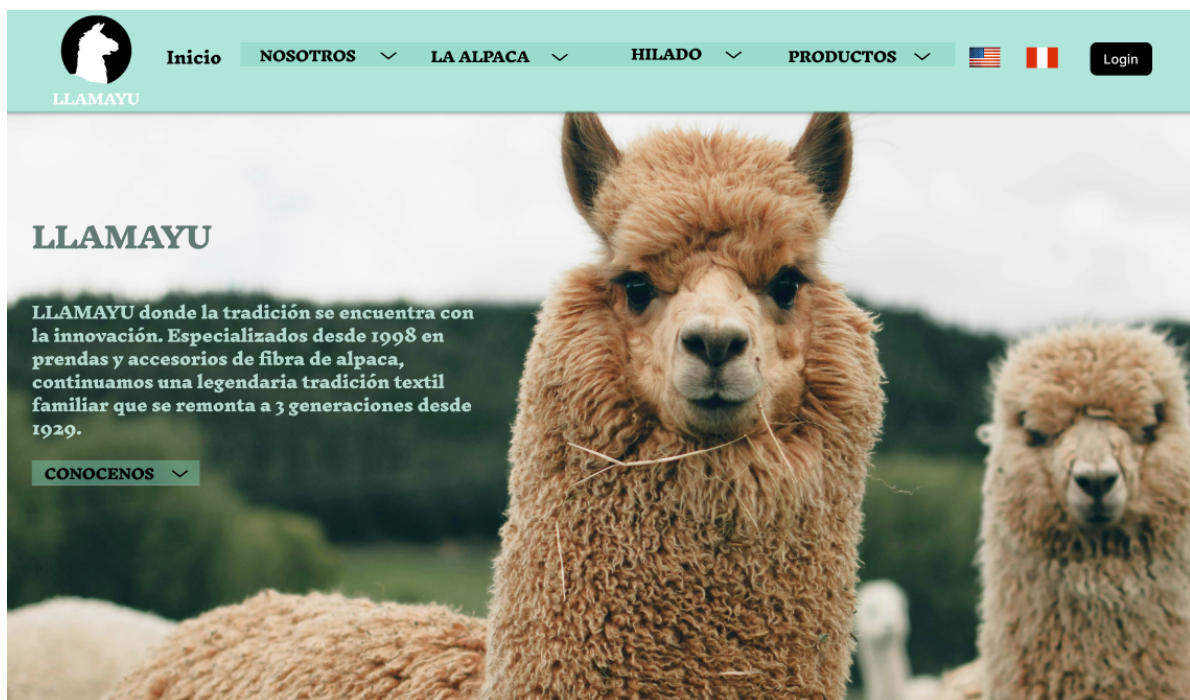 Inicio
NOSOTROS
LA ALPACA
HILADO
PRODUCTOS
Login
LLAMAYU
LLAMAYU
LLAMAYU donde la tradición se encuentra con
la innovación. Especializados desde 1998 en
prendas y accesorios de fibra de alpaca,
continuamos una legendaria tradición textil
familiar que se remonta a 3 generaciones desde
1929.
CONOCENOS